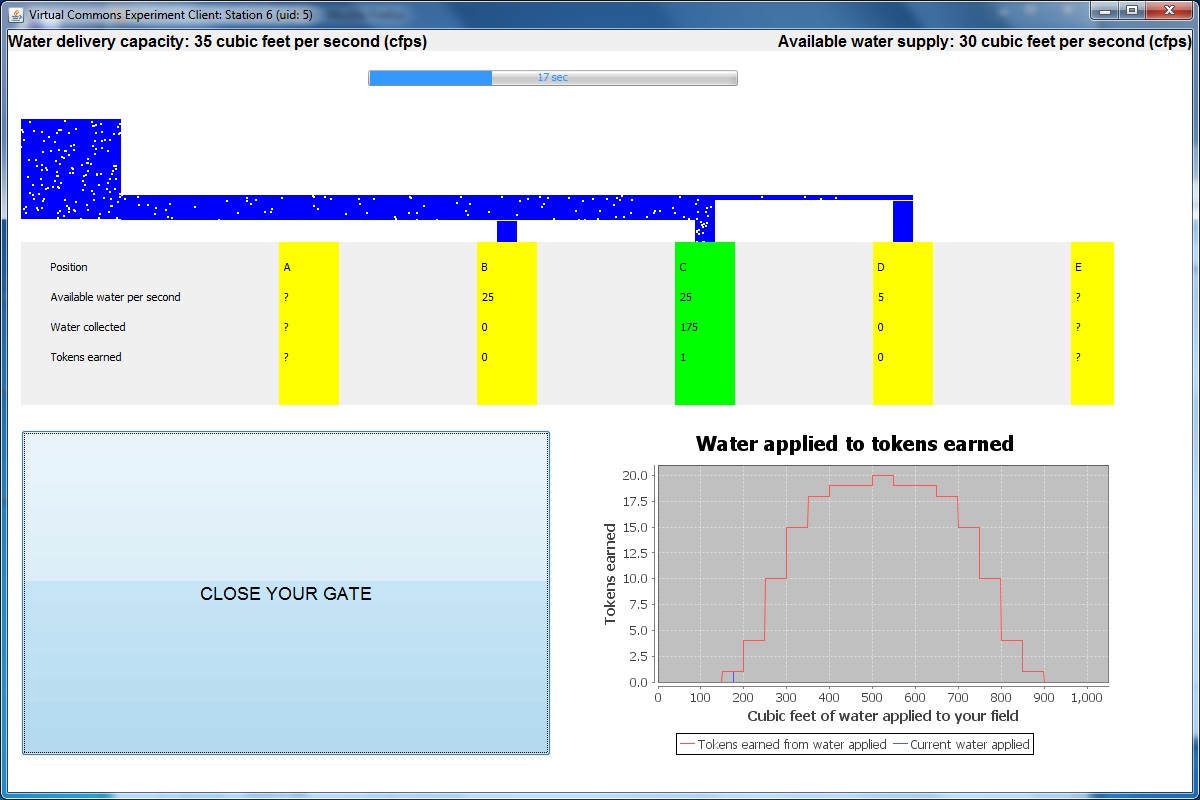 Virtual Commons Experiment Client: Station 6 (uid: 5)
Water delivery capacity: 35 cubic feet per second (cfps) Available water supply: 30 cubic feet per second (cfps)
17 sec
Position A B C D E
Available water per second ? 25 25 5 ?
Water collected ? 0 175 0 ?
Tokens earned ? 0 1 0 ?
CLOSE YOUR GATE
Water applied to tokens earned
Tokens earned
20.0
17.5
15.0
12.5
10.0
7.5
5.0
2.5
0.0
0 100 200 300 400 500 600 700 800 900 1,000
Cubic feet of water applied to your field
Tokens earned from water applied Current water applied